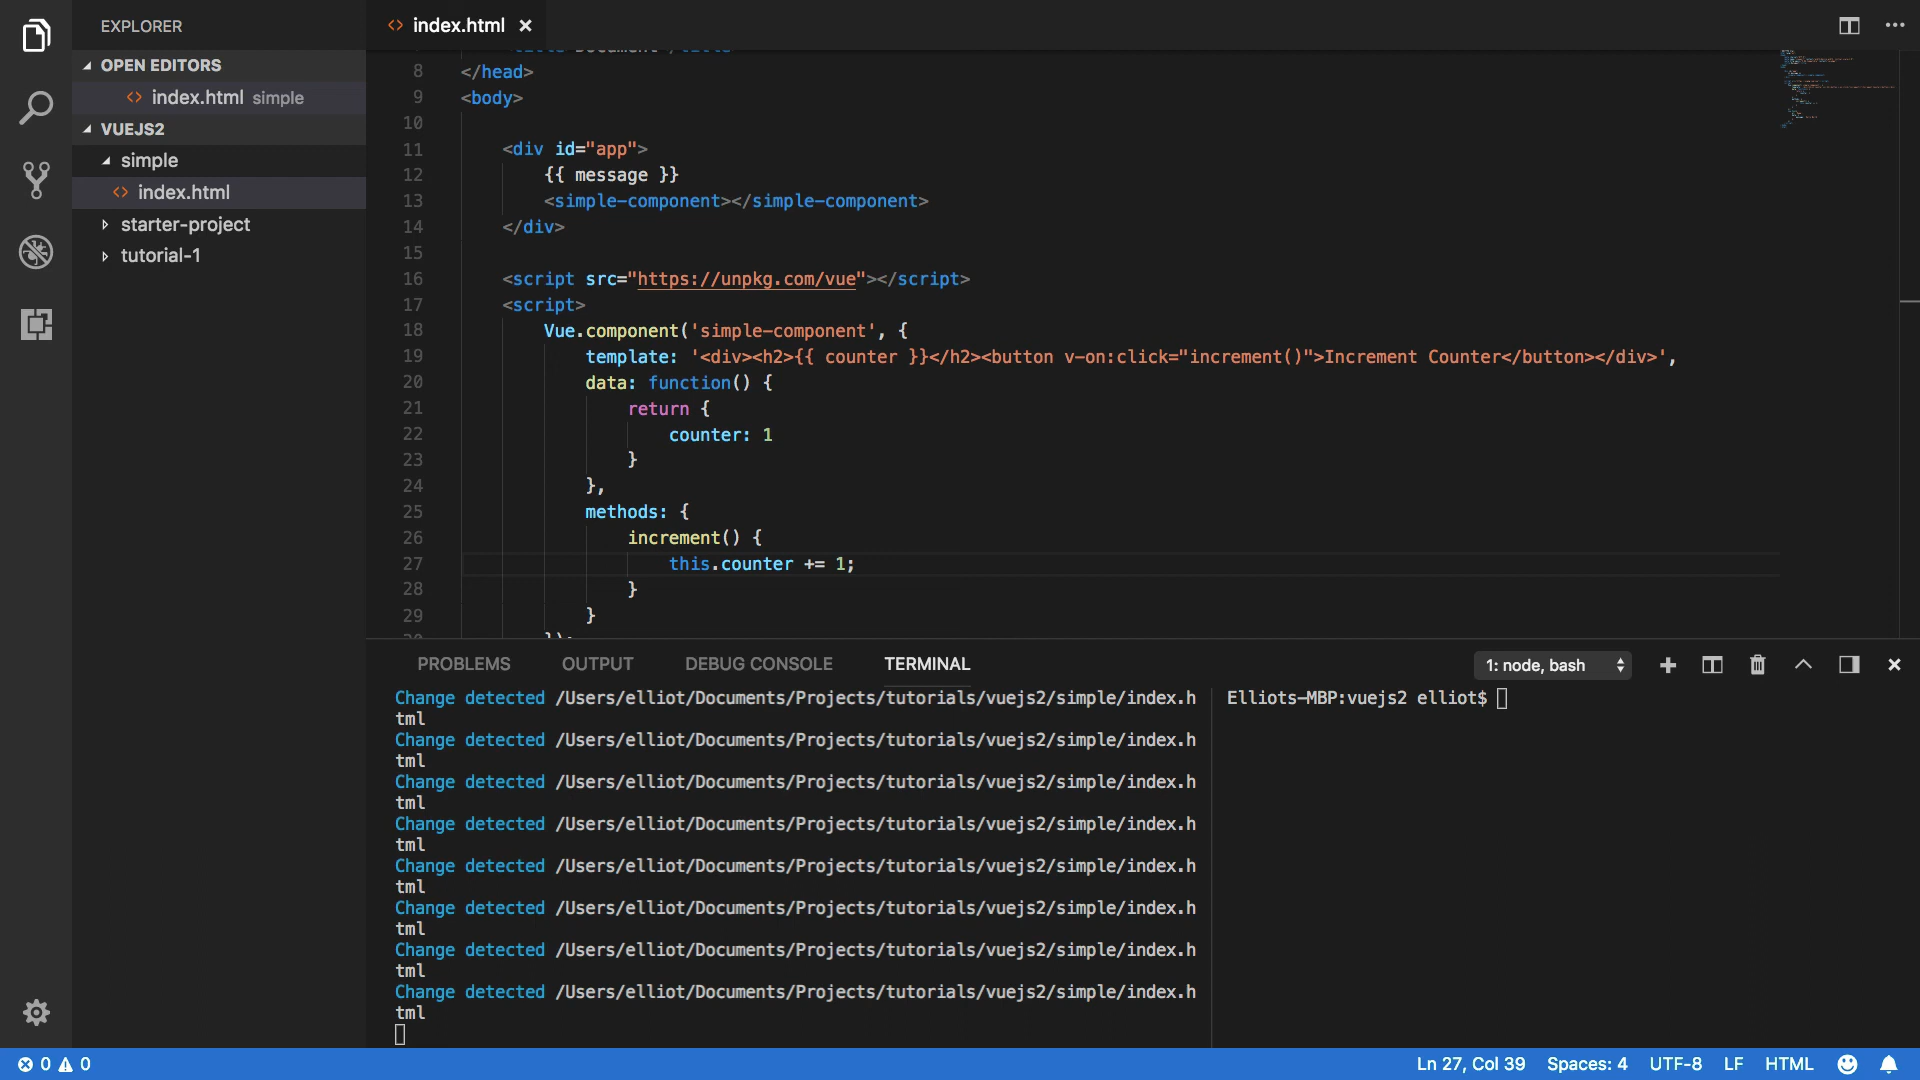 EXPLORER
OPEN EDITORS
index.html simple
VUEJS2
simple
index.html
starter-project
tutorial-1
index.html
8 </head>
9 <body>
10
11 <div id="app">
12 {{ message }}
13 <simple-component></simple-component>
14 </div>
15
16 <script src="https://unpkg.com/vue"></script>
17 <script>
18 Vue.component('simple-component', {
19 template: '<div><h2>{{ counter }}</h2><button v-on:click="increment()">Increment Counter</button></div>',
20 data: function() {
21 return {
22 counter: 1
23 }
24 },
25 methods: {
26 increment() {
27 this.counter += 1;
28 }
29 }
PROBLEMS OUTPUT DEBUG CONSOLE TERMINAL 1: node, bash
Change detected /Users/elliot/Documents/Projects/tutorials/vuejs2/simple/index.h
tml
Change detected /Users/elliot/Documents/Projects/tutorials/vuejs2/simple/index.h
tml
Change detected /Users/elliot/Documents/Projects/tutorials/vuejs2/simple/index.h
tml
Change detected /Users/elliot/Documents/Projects/tutorials/vuejs2/simple/index.h
tml
Change detected /Users/elliot/Documents/Projects/tutorials/vuejs2/simple/index.h
tml
Change detected /Users/elliot/Documents/Projects/tutorials/vuejs2/simple/index.h
tml
Change detected /Users/elliot/Documents/Projects/tutorials/vuejs2/simple/index.h
tml
Change detected /Users/elliot/Documents/Projects/tutorials/vuejs2/simple/index.h
tml
Elliots-MBP:vuejs2 elliot$
0 0 Ln 27, Col 39 Spaces: 4 UTF-8 LF HTML